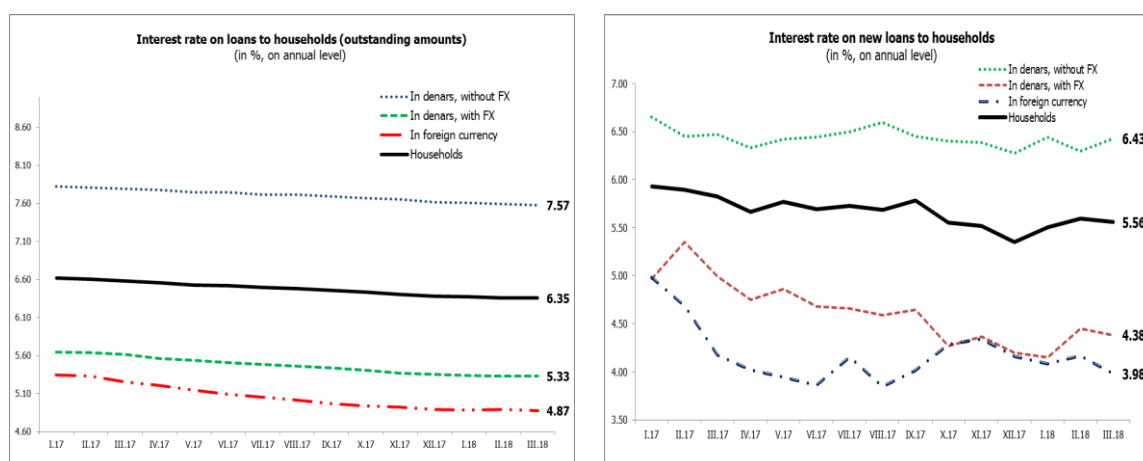 Interest rate on loans to households (outstanding amounts)
(in %, on annual level)
In denars, without FX
In denars, with FX
In foreign currency
Households
8.60
8.10
7.60
7.10
6.60
6.10
5.60
5.10
4.60
7.57
6.35
5.33
4.87
I.17 II.17 III.17 IV.17 V.17 VI.17 VII.17 VIII.17 IX.17 X.17 XI.17 XII.17 I.18 II.18 III.18
Interest rate on new loans to households
(in %, on annual level)
In denars, without FX
In denars, with FX
In foreign currency
Households
7.00
6.50
6.00
5.50
5.00
4.50
4.00
3.50
6.43
5.56
4.38
3.98
I.17 II.17 III.17 IV.17 V.17 VI.17 VII.17 VIII.17 IX.17 X.17 XI.17 XII.17 I.18 II.18 III.18